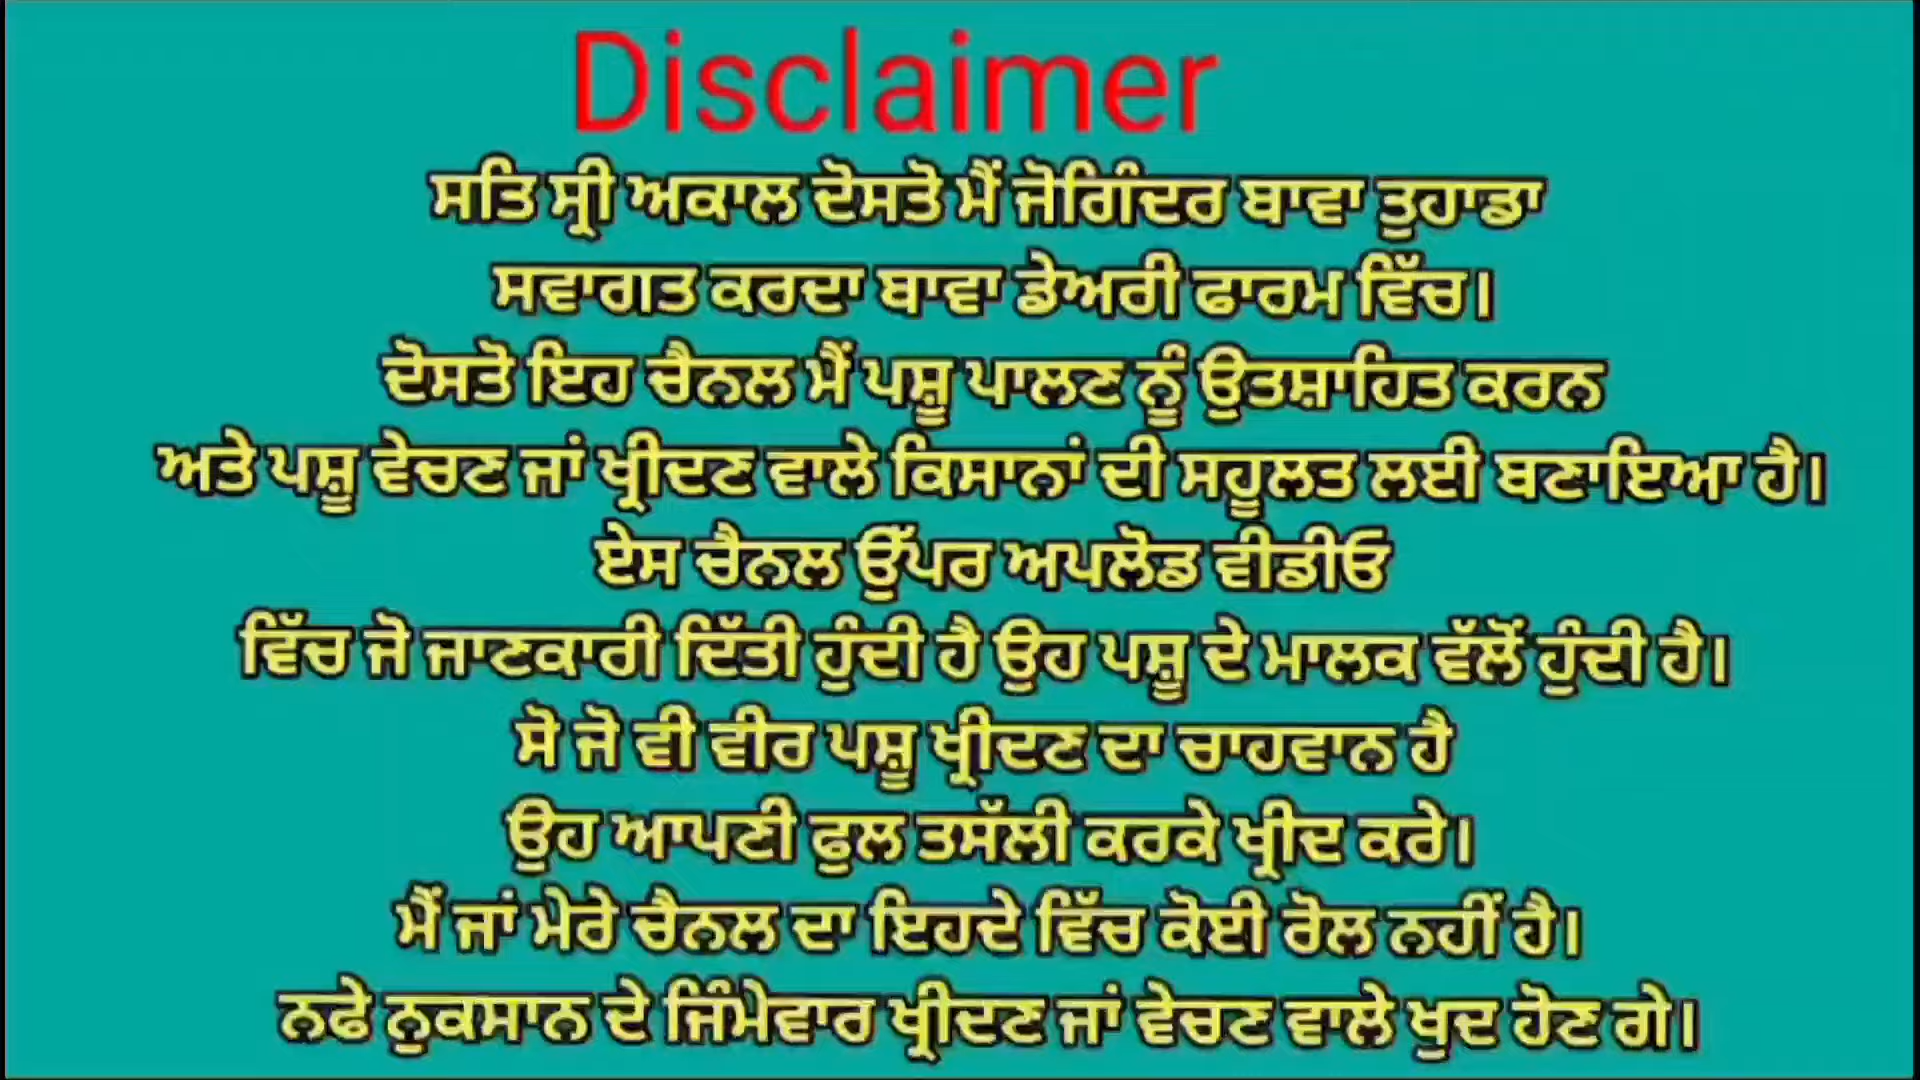 Disclaimer
ਸਤਿ ਸ੍ਰੀ ਅਕਾਲ ਦੋਸਤੋ ਮੈਂ ਜੋਗਿੰਦਰ ਬਾਵਾ ਤੁਹਾਡਾ
ਸਵਾਗਤ ਕਰਦਾ ਬਾਵਾ ਡੇਅਰੀ ਫਾਰਮ ਵਿੱਚ।
ਦੋਸਤੋ ਇਹ ਚੈਨਲ ਮੈਂ ਪਸ਼ੂ ਪਾਲਣ ਨੂੰ ਉਤਸ਼ਾਹਿਤ ਕਰਨ
ਅਤੇ ਪਸ਼ੂ ਵੇਚਣ ਜਾਂ ਖ੍ਰੀਦਣ ਵਾਲੇ ਕਿਸਾਨਾਂ ਦੀ ਸਹੂਲਤ ਲਈ ਬਣਾਇਆ ਹੈ।
ਏਸ ਚੈਨਲ ਉੱਪਰ ਅਪਲੋਡ ਵੀਡੀਓ
ਵਿੱਚ ਜੋ ਜਾਣਕਾਰੀ ਦਿੱਤੀ ਹੁੰਦੀ ਹੈ ਉਹ ਪਸ਼ੂ ਦੇ ਮਾਲਕ ਵੱਲੋਂ ਹੁੰਦੀ ਹੈ।
ਸੋ ਜੋ ਵੀ ਵੀਰ ਪਸ਼ੂ ਖ੍ਰੀਦਣ ਦਾ ਚਾਹਵਾਨ ਹੈ
ਉਹ ਆਪਣੀ ਫੁਲ ਤਸੱਲੀ ਕਰਕੇ ਖ੍ਰੀਦ ਕਰੇ।
ਮੈਂ ਜਾਂ ਮੇਰੇ ਚੈਨਲ ਦਾ ਇਹਦੇ ਵਿੱਚ ਕੋਈ ਰੋਲ ਨਹੀਂ ਹੈ।
ਨਫੇ ਨੁਕਸਾਨ ਦੇ ਜਿੰਮੇਵਾਰ ਖ੍ਰੀਦਣ ਜਾਂ ਵੇਚਣ ਵਾਲੇ ਖੁਦ ਹੋਣ ਗੇ।